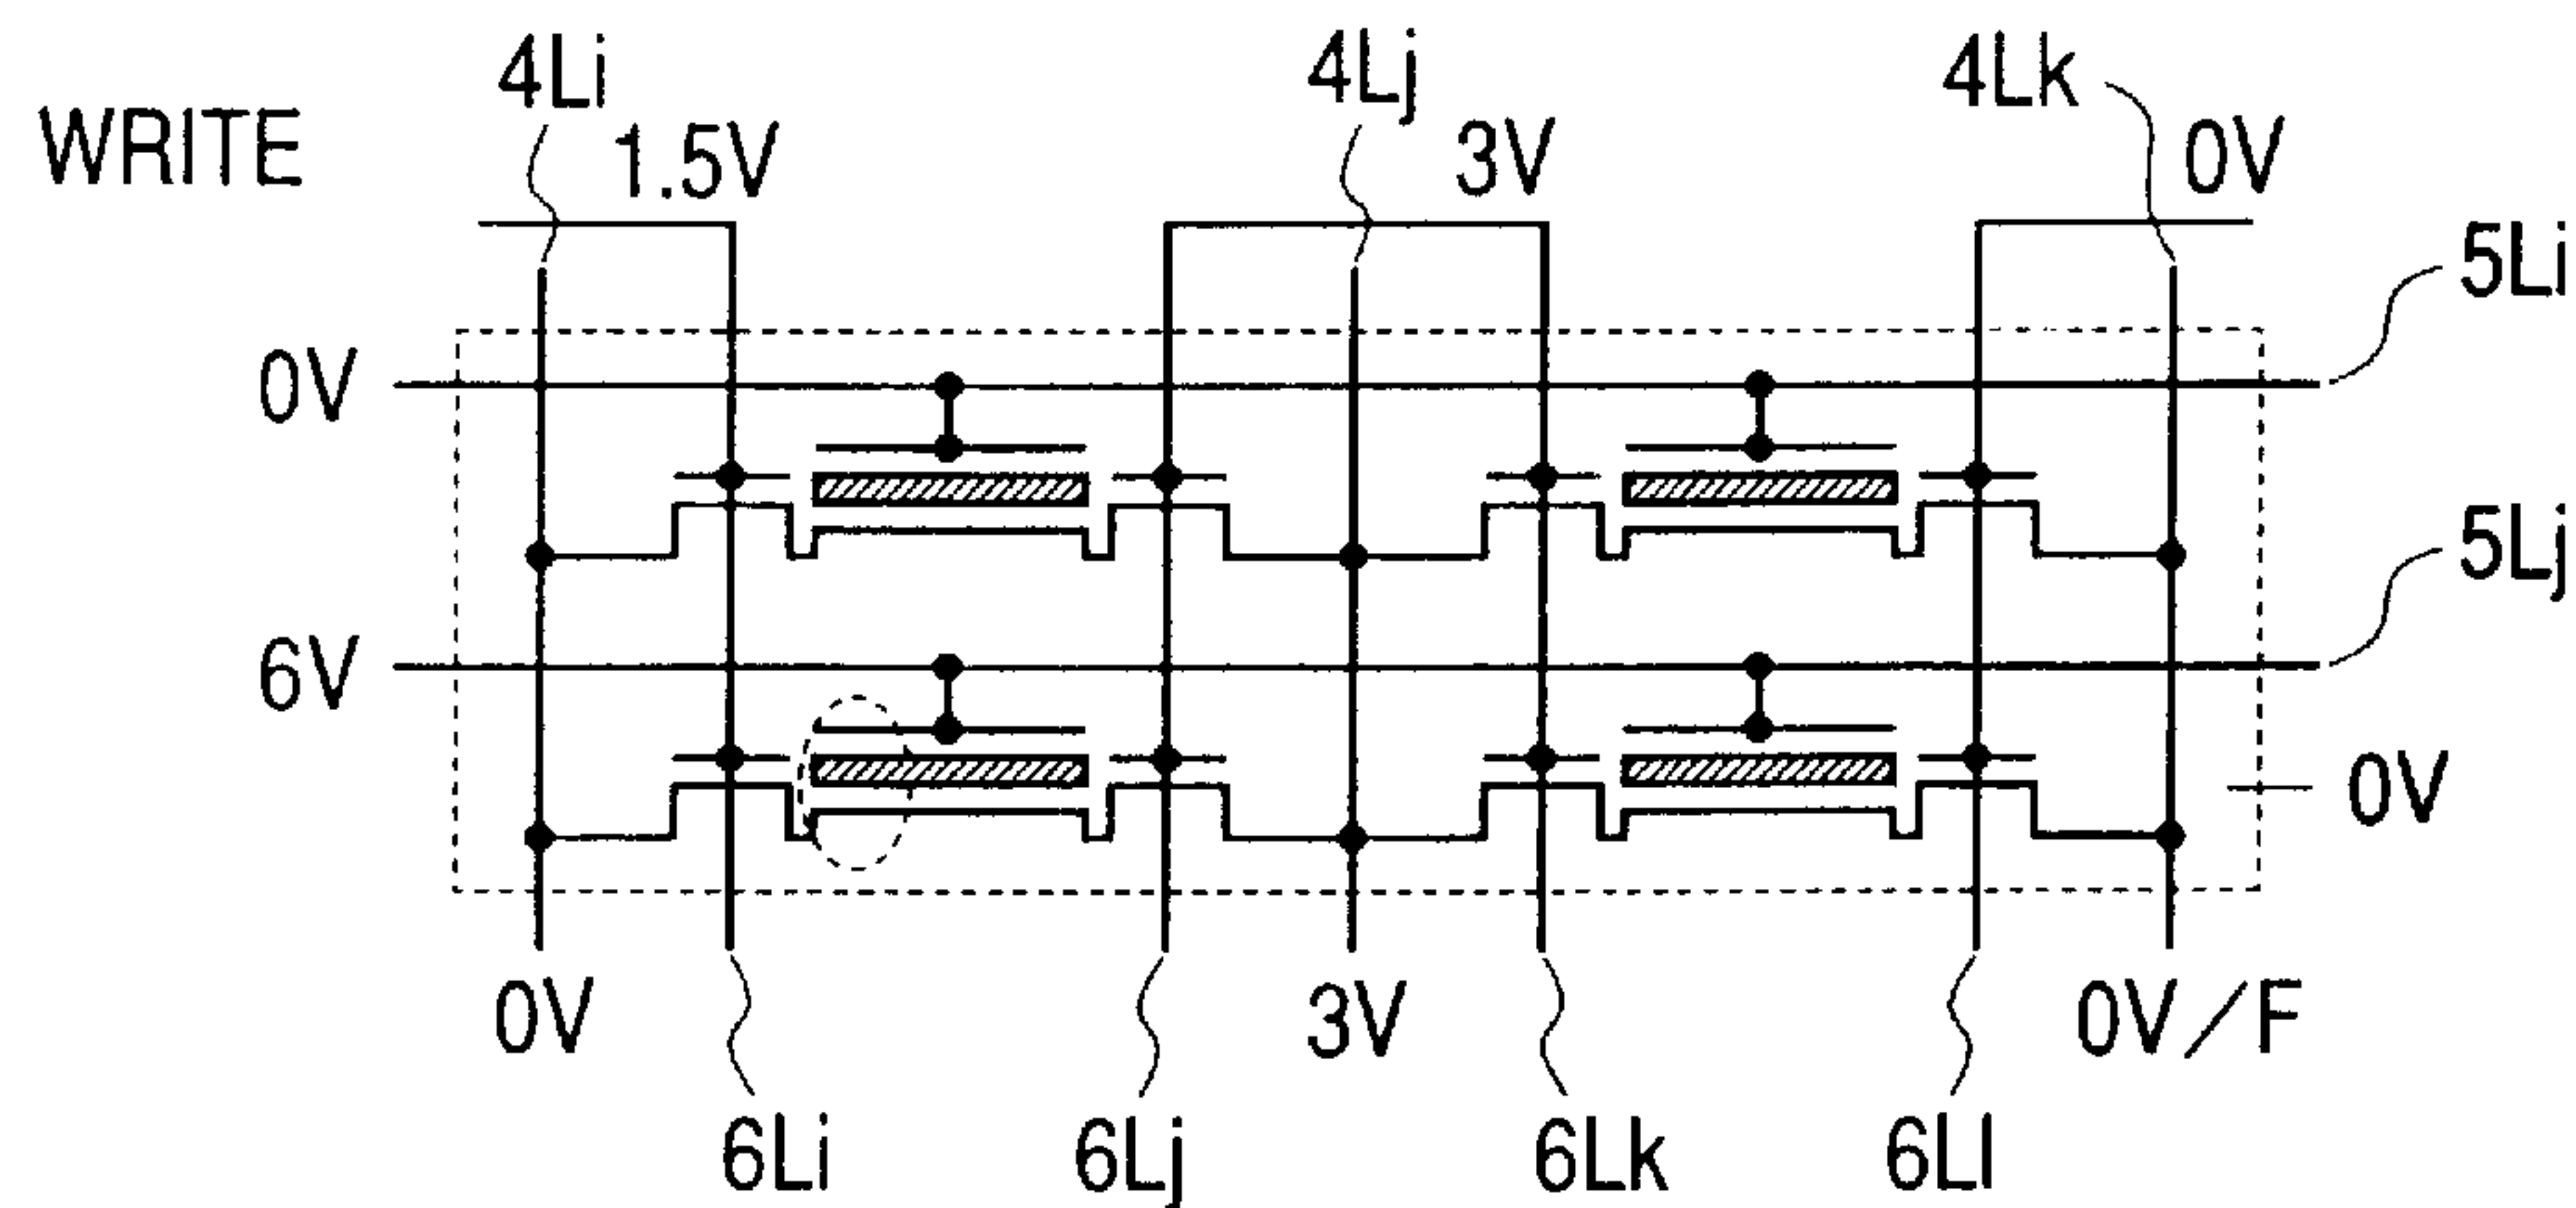 4Li 4Lj 4Lk
WRITE 1.5V 3V 0V
5Li
0V
5Lj
6V
0V
0V 3V 0V/F
6Li 6Lj 6Lk 6Ll